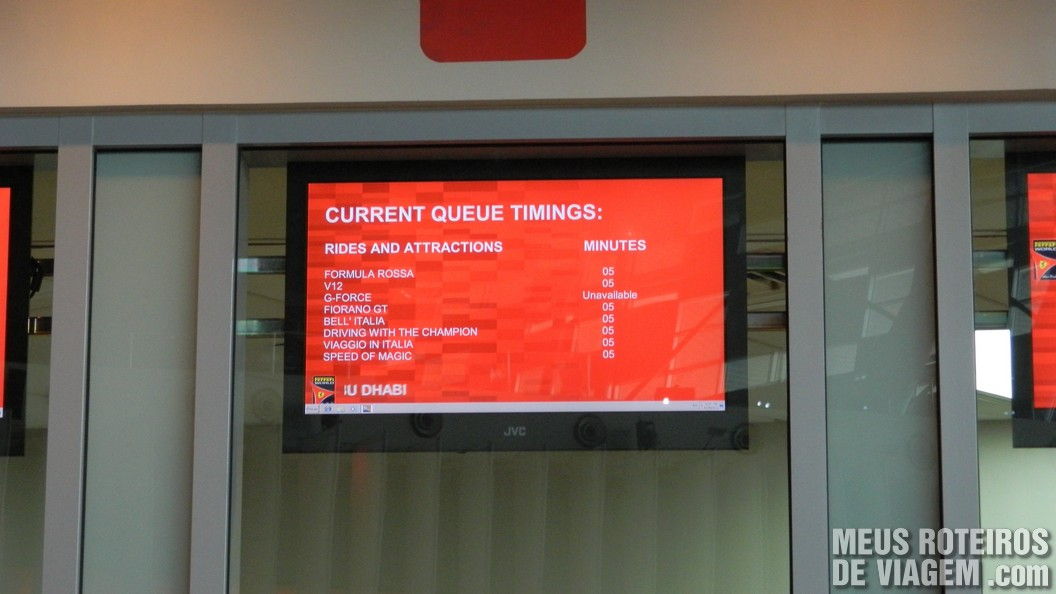 CURRENT QUEUE TIMINGS:
RIDES AND ATTRACTIONS MINUTES
FORMULA ROSSA 05
V12 05
G-FORCE Unavailable
FIORANO GT 05
BELL' ITALIA 05
DRIVING WITH THE CHAMPION 05
VIAGGIO IN ITALIA 05
SPEED OF MAGIC 05
U DHABI
JVC
MEUS ROTEIROS
DE VIAGEM .com